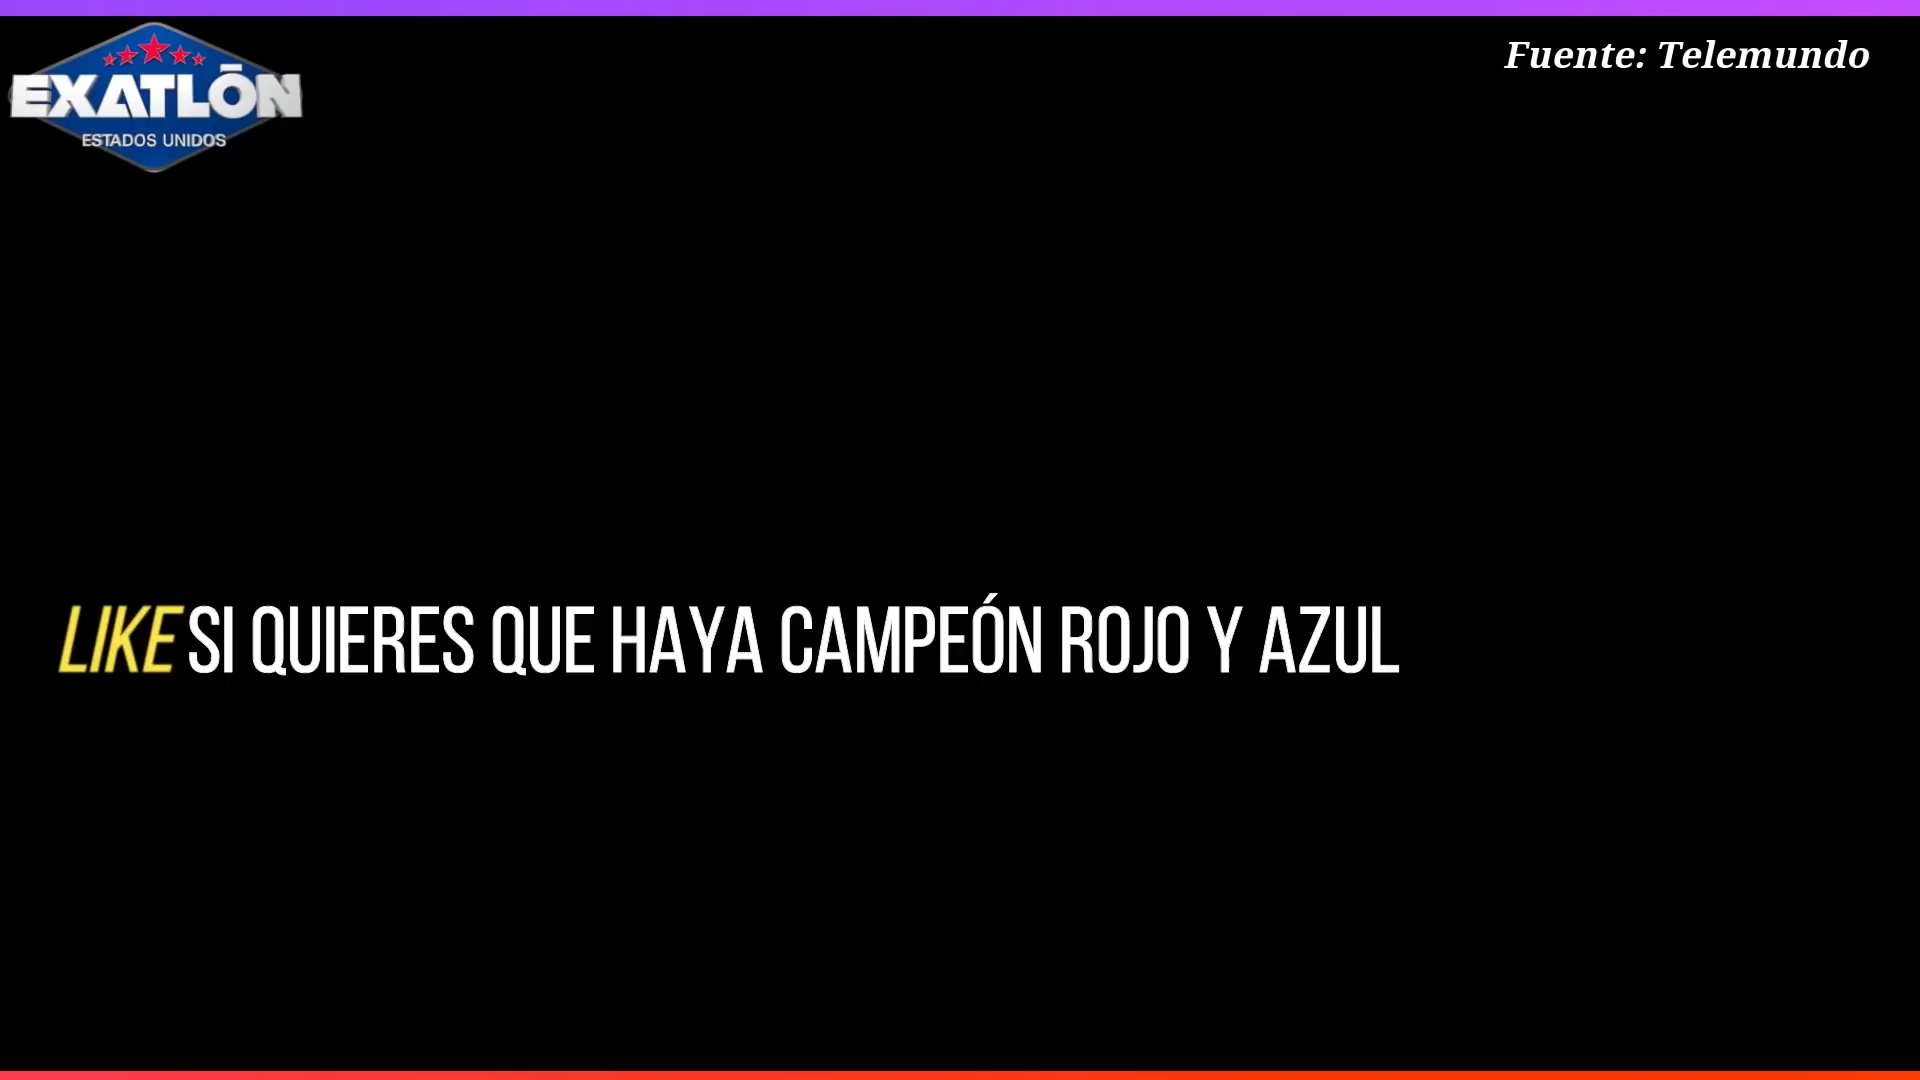 EXATLÓN
ESTADOS UNIDOS
Fuente: Telemundo
LIKE SI QUIERES QUE HAYA CAMPEÓN ROJO Y AZUL